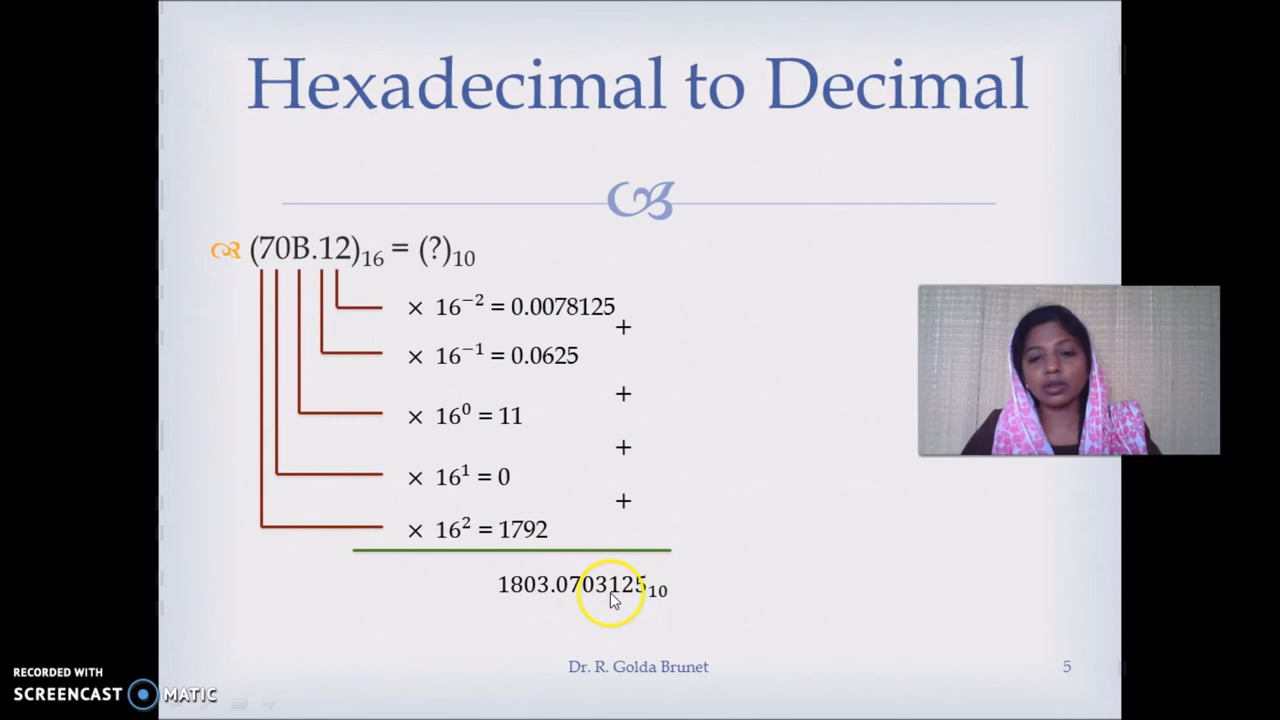 Hexadecimal to Decimal
(70B.12)₁₆ = (?)₁₀
× 16⁻² = 0.0078125
+
× 16⁻¹ = 0.0625
+
× 16⁰ = 11
+
× 16¹ = 0
+
× 16² = 1792
1803.0703125₁₀
Dr. R. Golda Brunet
5
RECORDED WITH
SCREENCAST MATIC